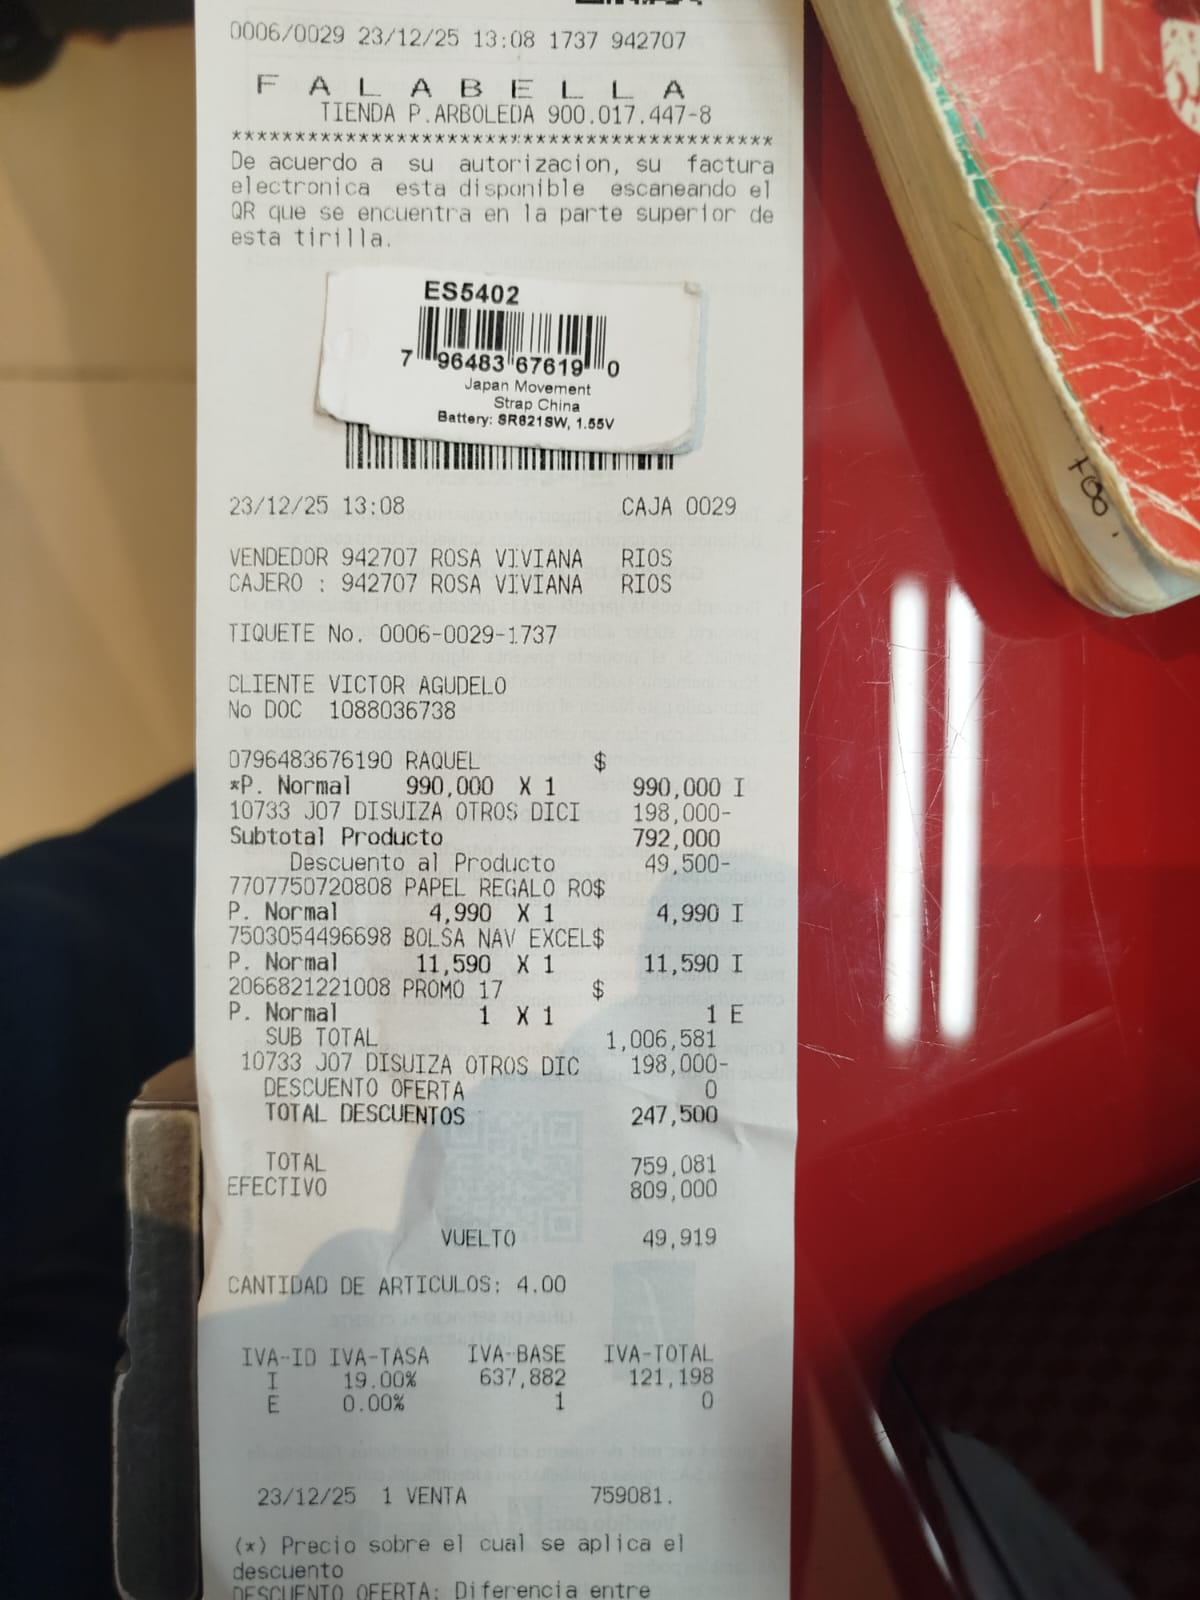 0006/0029 23/12/25 13:08 1737 942707
F A L A B E L L A
TIENDA P.ARBOLEDA 900.017.447-8
*******************************************
De acuerdo a su autorizacion, su factura
electronica esta disponible escaneando el
QR que se encuentra en la parte superior de
esta tirilla.
ES5402
7 96483 67619 0
Japan Movement
Strap China
Battery: SR621SW, 1.55V
23/12/25 13:08 CAJA 0029
VENDEDOR 942707 ROSA VIVIANA RIOS
CAJERO : 942707 ROSA VIVIANA RIOS
TIQUETE No. 0006-0029-1737
CLIENTE VICTOR AGUDELO
No DOC 1088036738
0796483676190 RAQUEL $
*P. Normal 990,000 X 1 990,000 I
10733 J07 DISUIZA OTROS DICI 198,000-
Subtotal Producto 792,000
Descuento al Producto 49,500-
7707750720808 PAPEL REGALO RO$
P. Normal 4,990 X 1 4,990 I
7503054496698 BOLSA NAV EXCEL$
P. Normal 11,590 X 1 11,590 I
2066821221008 PROMO 17 $
P. Normal 1 X 1 1 E
SUB TOTAL 1,006,581
10733 J07 DISUIZA OTROS DIC 198,000-
DESCUENTO OFERTA 0
TOTAL DESCUENTOS 247,500
TOTAL 759,081
EFECTIVO 809,000
VUELTO 49,919
CANTIDAD DE ARTICULOS: 4.00
IVA-ID IVA-TASA IVA-BASE IVA-TOTAL
I 19.00% 637,882 121,198
E 0.00% 1 0
23/12/25 1 VENTA 759081.
(*) Precio sobre el cual se aplica el
descuento
DESCUENTO OFERTA: Diferencia entre